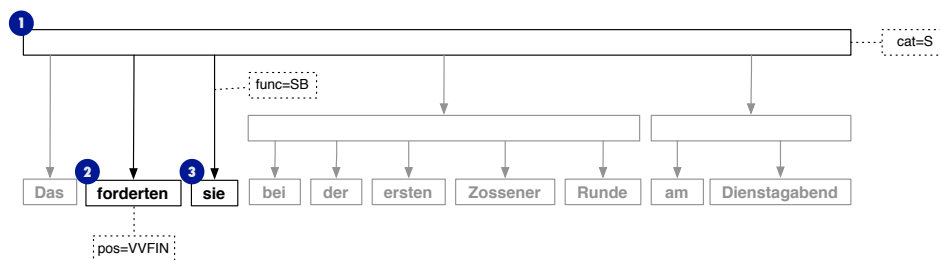 1
cat=S
func=SB
2
3
Das forderten sie bei der ersten Zossener Runde am Dienstagabend
pos=VVFIN